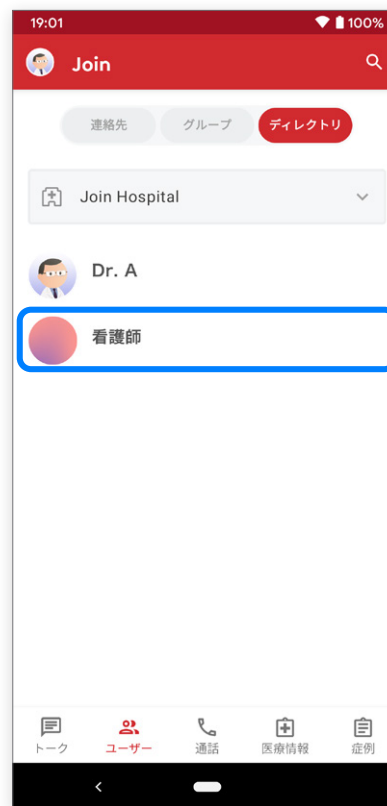 19:01 100%
Join
連絡先 グループ ディレクトリ
Join Hospital
Dr. A
看護師
トーク ユーザー 通話 医療情報 症例